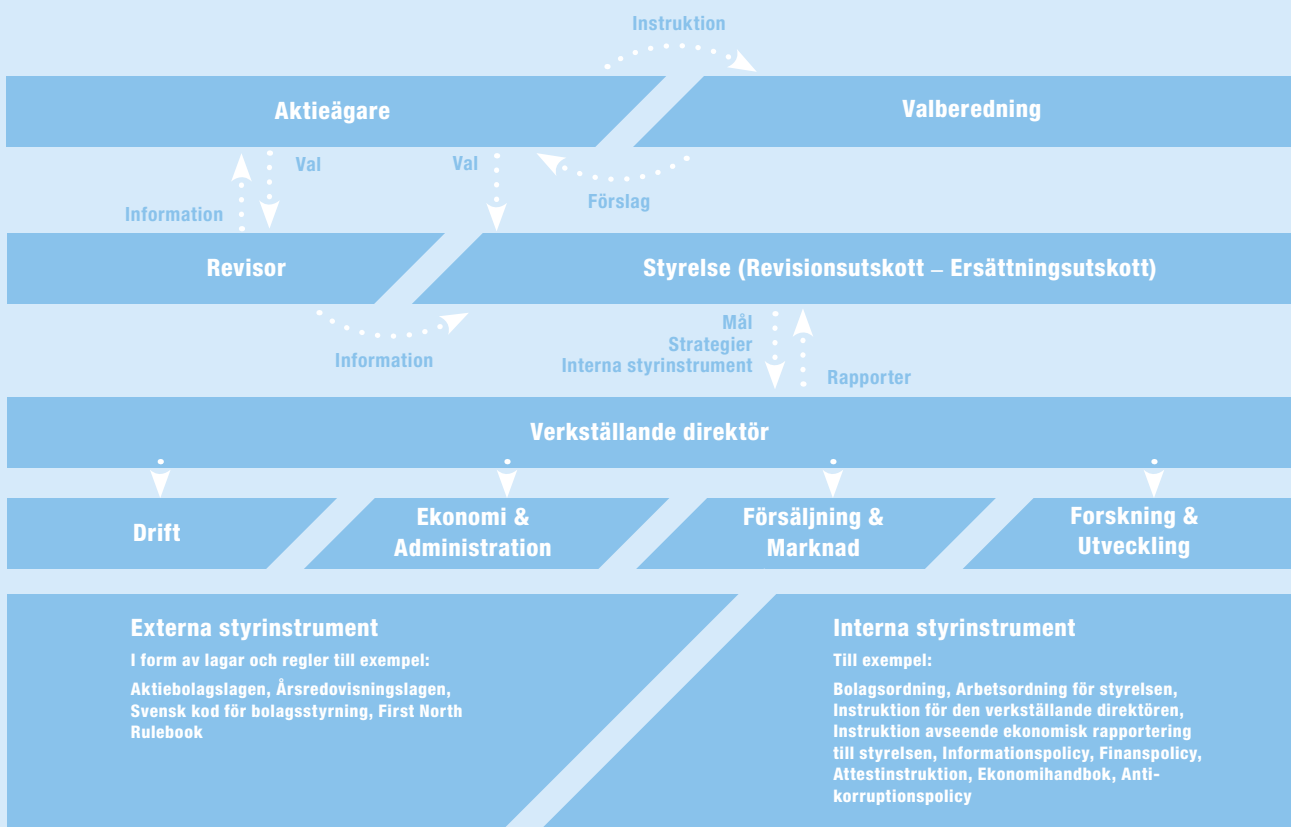 Instruktion
Aktieägare
Valberedning
Val
Val
Förslag
Information
Revisor
Styrelse (Revisionsutskott – Ersättningsutskott)
Information
Mål
Strategier
Interna styrinstrument
Rapporter
Verkställande direktör
Drift
Ekonomi &
Administration
Försäljning &
Marknad
Forskning &
Utveckling
Externa styrinstrument
I form av lagar och regler till exempel:
Aktiebolagslagen, Årsredovisningslagen,
Svensk kod för bolagsstyrning, First North
Rulebook
Interna styrinstrument
Till exempel:
Bolagsordning, Arbetsordning för styrelsen,
Instruktion för den verkställande direktören,
Instruktion avseende ekonomisk rapportering
till styrelsen, Informationspolicy, Finanspolicy,
Attestinstruktion, Ekonomihandbok, Anti-
korruptionspolicy